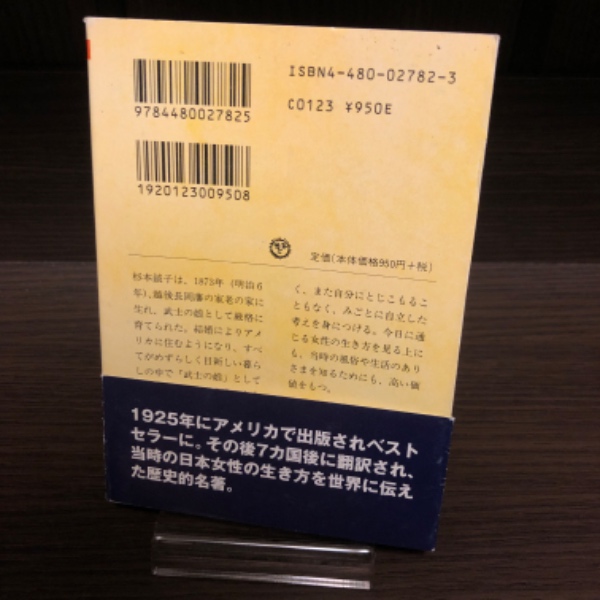 ISBN4-480-02782-3
9784480027825
C0123 ¥950E
1920123009508
定価(本体価格950円+税)
杉本鉞子は、1873年(明治6
年)、越後長岡藩の家老の家に
生れ、武士の娘として厳格に
育てられた。結婚によりアメ
リカに住むようになり、すべ
てがめずらしく目新しい暮ら
しの中で「武士の娘」として
く、また自分にとじこもるこ
ともなく、みごとに自立した
考えを身につける。今日に通
じる女性の生き方を見る上に
も、当時の風俗や生活のあり
さまを知るためにも、高い価
値をもつ。
1925年にアメリカで出版されベスト
セラーに。その後7カ国後に翻訳され、
当時の日本女性の生き方を世界に伝え
た歴史的名著。